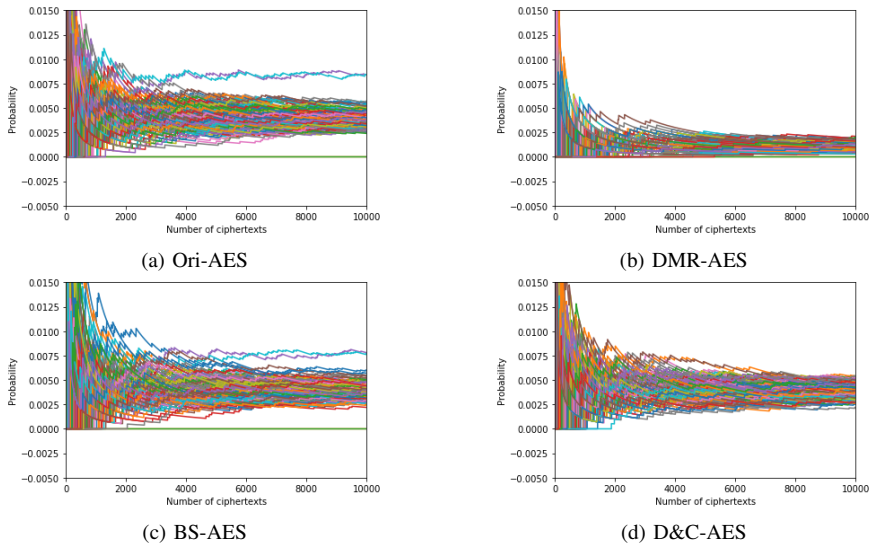 0.0150
0.0125
0.0100
0.0075
0.0050
0.0025
0.0000
−0.0025
−0.0050
Probability
0 2000 4000 6000 8000 10000
Number of ciphertexts
(a) Ori-AES
0.0150
0.0125
0.0100
0.0075
0.0050
0.0025
0.0000
−0.0025
−0.0050
Probability
0 2000 4000 6000 8000 10000
Number of ciphertexts
(b) DMR-AES
0.0150
0.0125
0.0100
0.0075
0.0050
0.0025
0.0000
−0.0025
−0.0050
Probability
0 2000 4000 6000 8000 10000
Number of ciphertexts
(c) BS-AES
0.0150
0.0125
0.0100
0.0075
0.0050
0.0025
0.0000
−0.0025
−0.0050
Probability
0 2000 4000 6000 8000 10000
Number of ciphertexts
(d) D&C-AES